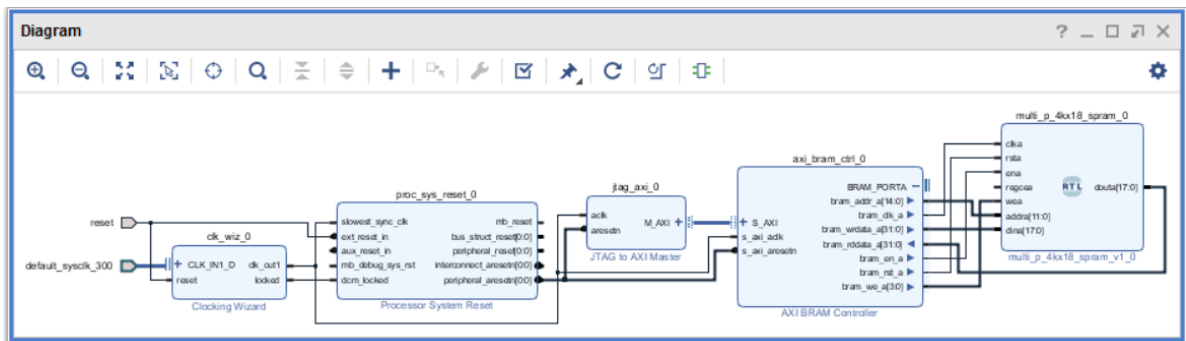 Diagram
reset
default_sysclk_300
clk_wiz_0
CLK_IN1_D
reset
clk_out1
locked
Clocking Wizard
proc_sys_reset_0
slowest_sync_clk
ext_reset_in
aux_reset_in
mb_debug_sys_rst
dcm_locked
mb_reset
bus_struct_reset[0:0]
peripheral_reset[0:0]
interconnect_aresetn[0:0]
peripheral_aresetn[0:0]
Processor System Reset
jtag_axi_0
aclk
aresetn
M_AXI
JTAG to AXI Master
axi_bram_ctrl_0
S_AXI
s_axi_aclk
s_axi_aresetn
BRAM_PORTA
bram_addr_a[14:0]
bram_clk_a
bram_wrdata_a[31:0]
bram_rddata_a[31:0]
bram_en_a
bram_rst_a
bram_we_a[3:0]
AXI BRAM Controller
multi_p_4kx18_spram_0
clka
rsta
ena
regcea
wea
addra[11:0]
dina[17:0]
RTL
douta[17:0]
multi_p_4kx18_spram_v1_0